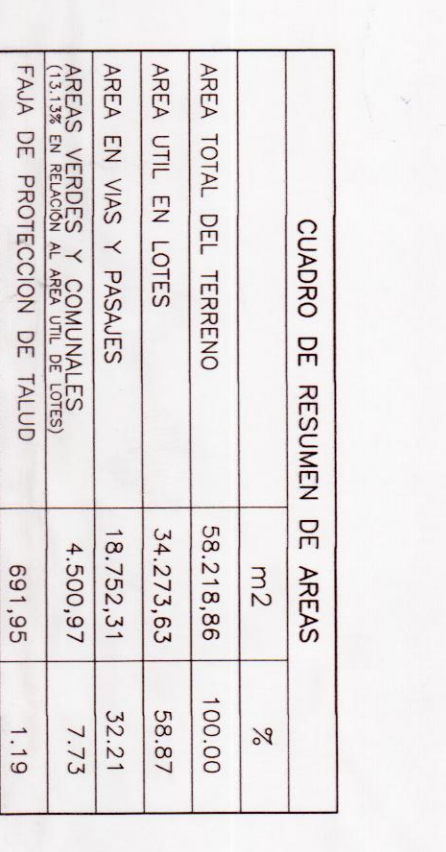 CUADRO DE RESUMEN DE AREAS
m2 %
AREA TOTAL DEL TERRENO 58.218,86 100.00
AREA UTIL EN LOTES 34.273,63 58.87
AREA EN VIAS Y PASAJES 18.752,31 32.21
AREAS VERDES Y COMUNALES 4.500,97 7.73
(13.13% EN RELACIÓN AL AREA UTIL DE LOTES)
FAJA DE PROTECCION DE TALUD 691,95 1.19